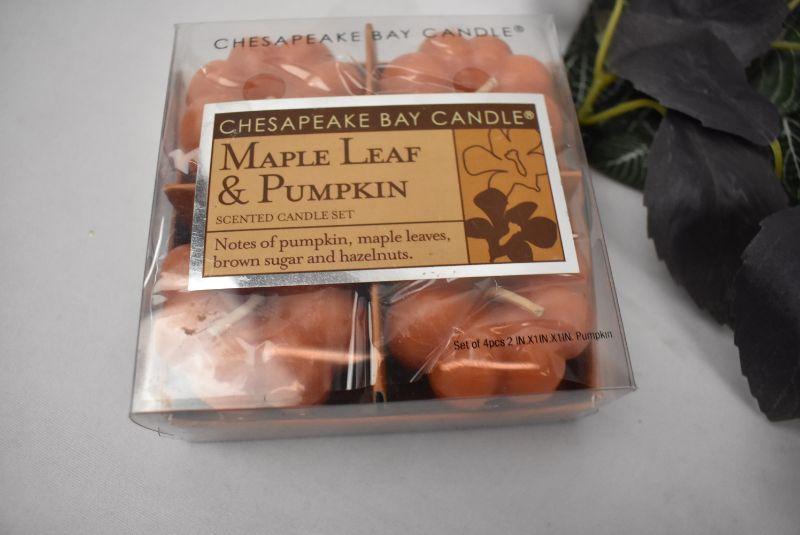 CHESAPEAKE BAY CANDLE®
CHESAPEAKE BAY CANDLE®
MAPLE LEAF
& PUMPKIN
SCENTED CANDLE SET
Notes of pumpkin, maple leaves,
brown sugar and hazelnuts.
Set of 4pcs 2 IN.X1IN.X1IN. Pumpkin